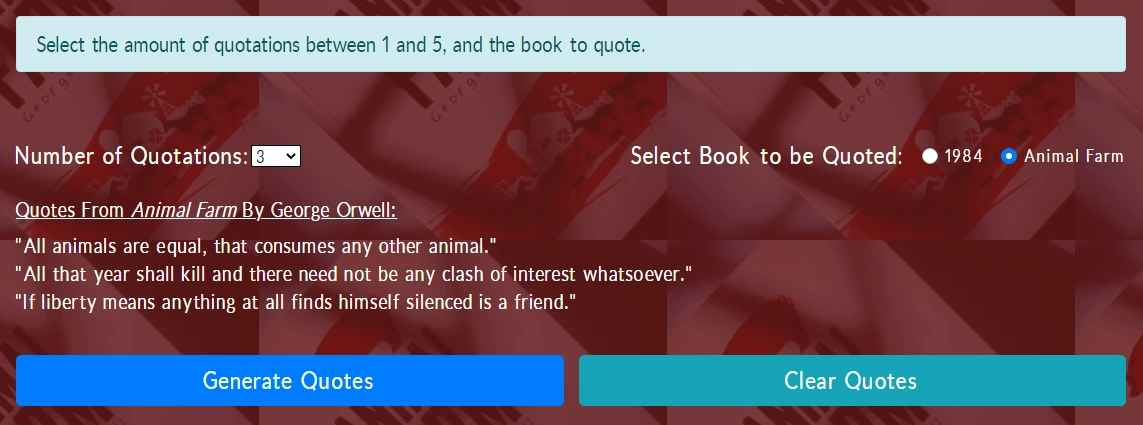 Select the amount of quotations between 1 and 5, and the book to quote.
Number of Quotations: 3 Select Book to be Quoted: 1984 Animal Farm
Quotes From Animal Farm By George Orwell:
"All animals are equal, that consumes any other animal."
"All that year shall kill and there need not be any clash of interest whatsoever."
"If liberty means anything at all finds himself silenced is a friend."
Generate Quotes Clear Quotes